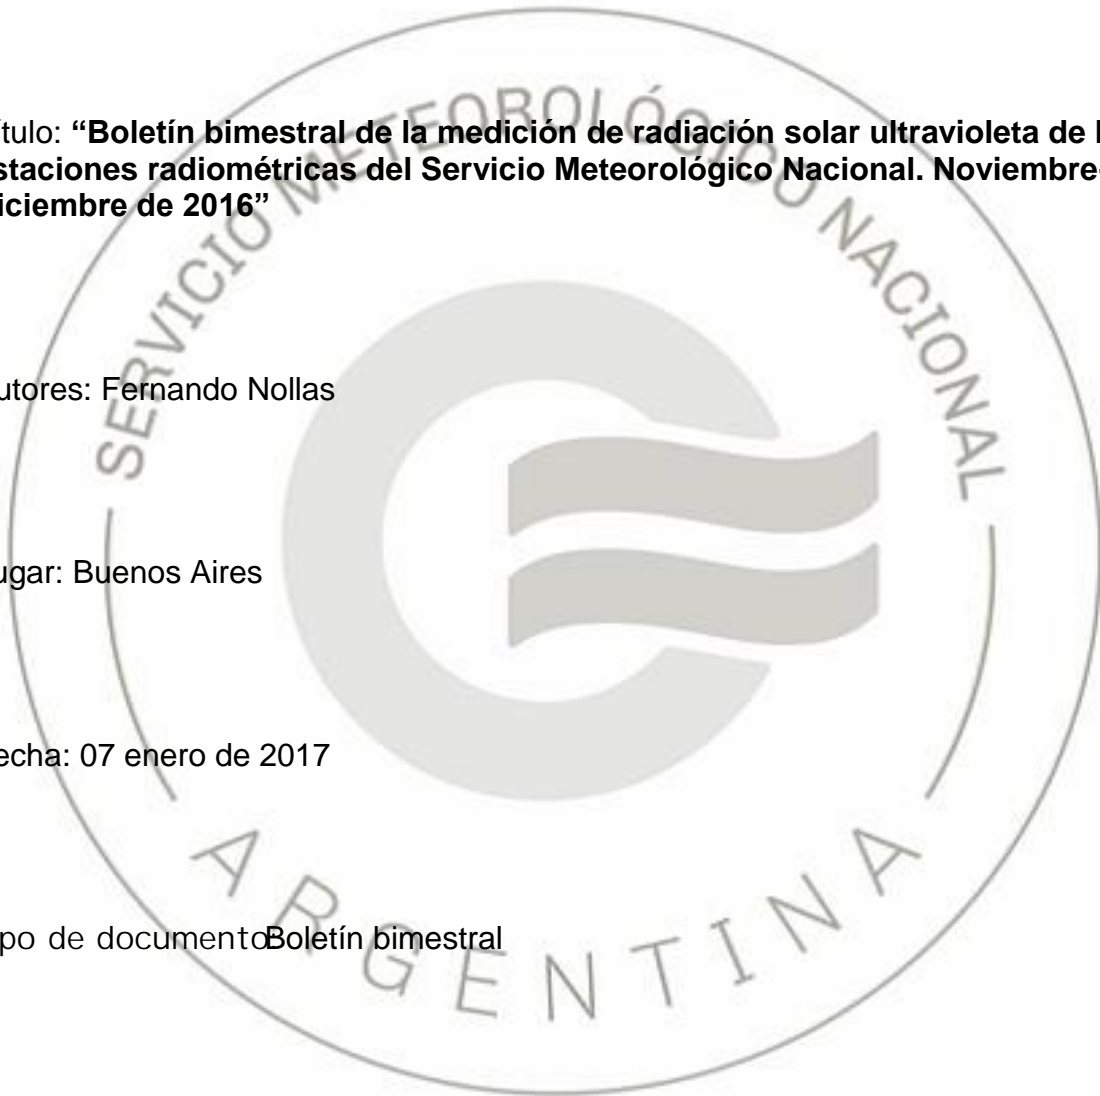 ítulo: “Boletín bimestral de la medición de radiación solar ultravioleta de l
staciones radiométricas del Servicio Meteorológico Nacional. Noviembre-
iciembre de 2016”
utores: Fernando Nollas
ugar: Buenos Aires
echa: 07 enero de 2017
ipo de documentoBoletín bimestral
SERVICIO METEOROLÓGICO NACIONAL
ARGENTINA